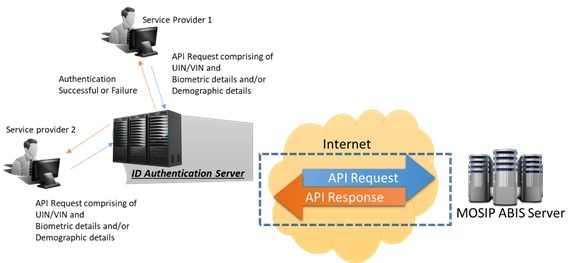 Service Provider 1
API Request comprising of
UIN/VIN and
Biometric details and/or
Demographic details
Authentication
Successful or Failure
Service provider 2
ID Authentication Server
API Request comprising of
UIN/VIN and
Biometric details and/or
Demographic details
Internet
API Request
API Response
MOSIP ABIS Server